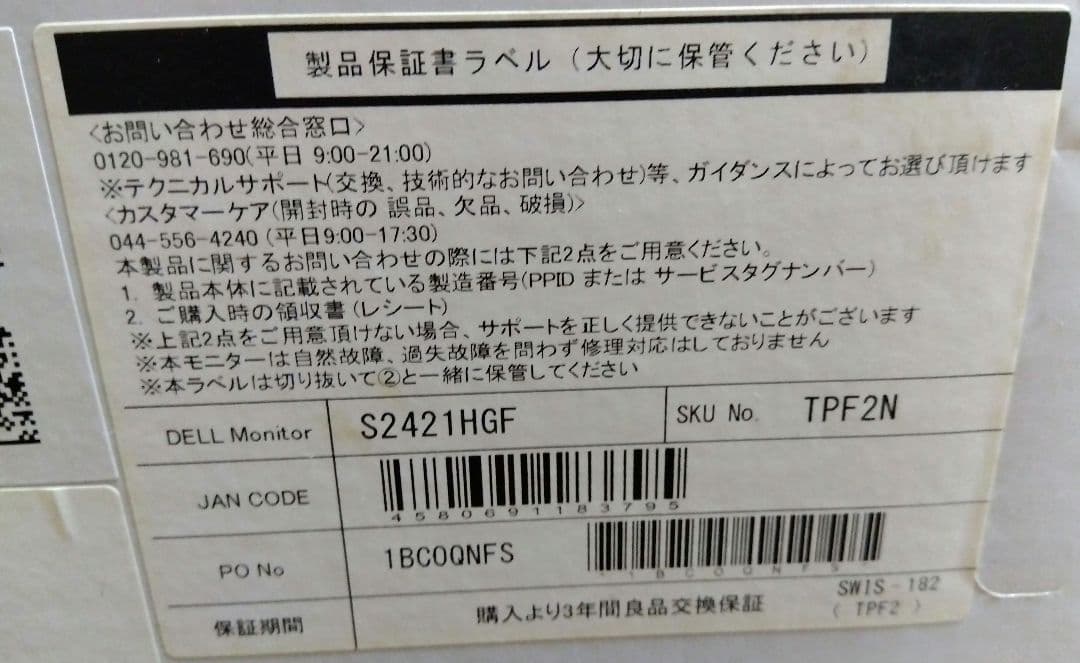 製品保証書ラベル（大切に保管ください）
<お問い合わせ総合窓口>
0120-981-690(平日 9:00-21:00)
※テクニカルサポート(交換、技術的なお問い合わせ)等、ガイダンスによってお選び頂けます
<カスタマーケア(開封時の 誤品、欠品、破損)>
044-556-4240 (平日9:00-17:30)
本製品に関するお問い合わせの際には下記2点をご用意ください。
1. 製品本体に記載されている製造番号(PPID または サービスタグナンバー)
2. ご購入時の領収書(レシート)
※上記2点をご用意頂けない場合、サポートを正しく提供できないことがございます
※本モニターは自然故障、過失故障を問わず修理対応はしておりません
※本ラベルは切り抜いて②と一緒に保管してください
DELL Monitor S2421HGF SKU No. TPF2N
JAN CODE
4580691183795
PO No 1BC0QNFS
*1BC0QNFS*
SW1S-182
保証期間 購入より3年間良品交換保証 ( TPF2 )